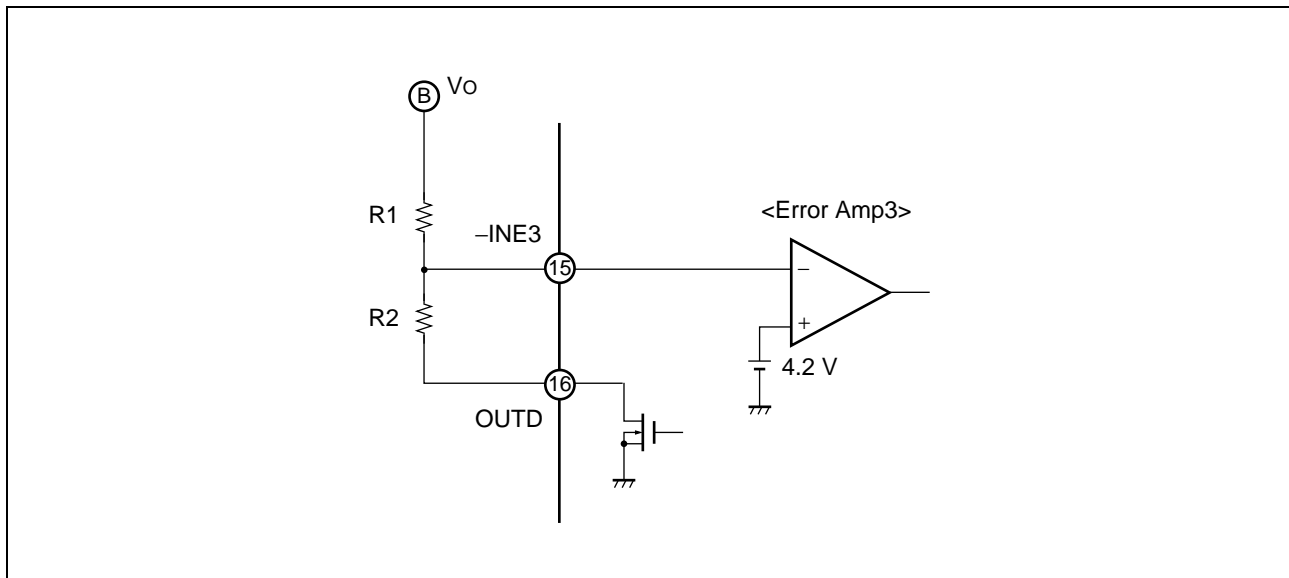 B VO
R1
<Error Amp3>
−INE3
15
−
R2
+
4.2 V
16
OUTD